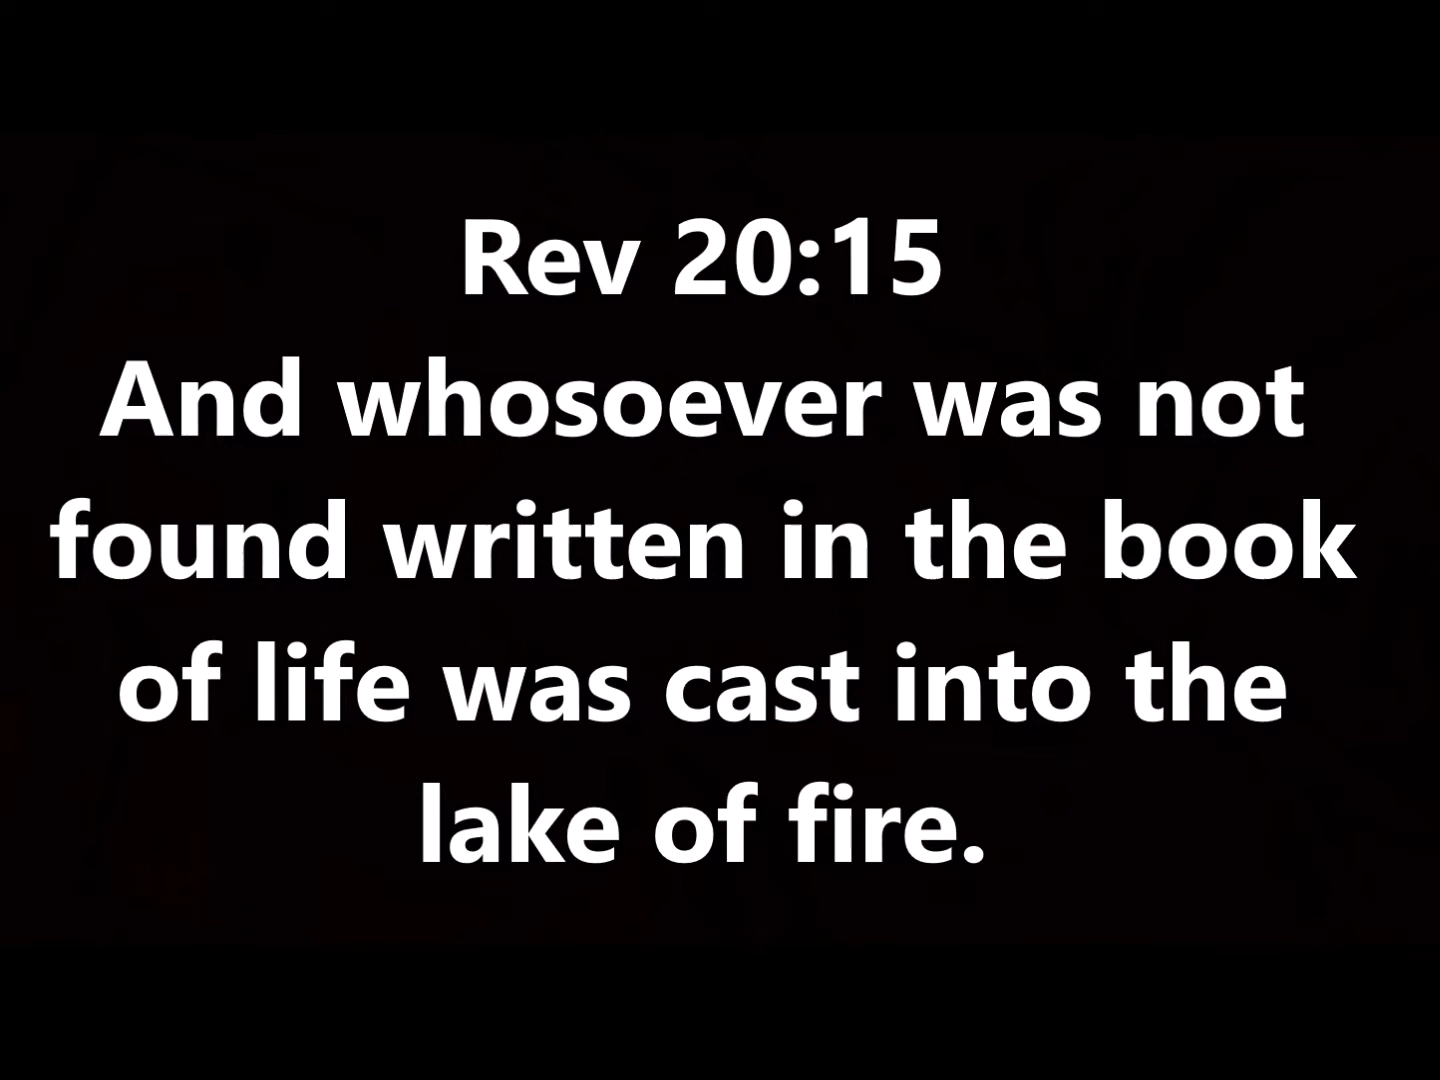 Rev 20:15
And whosoever was not
found written in the book
of life was cast into the
lake of fire.